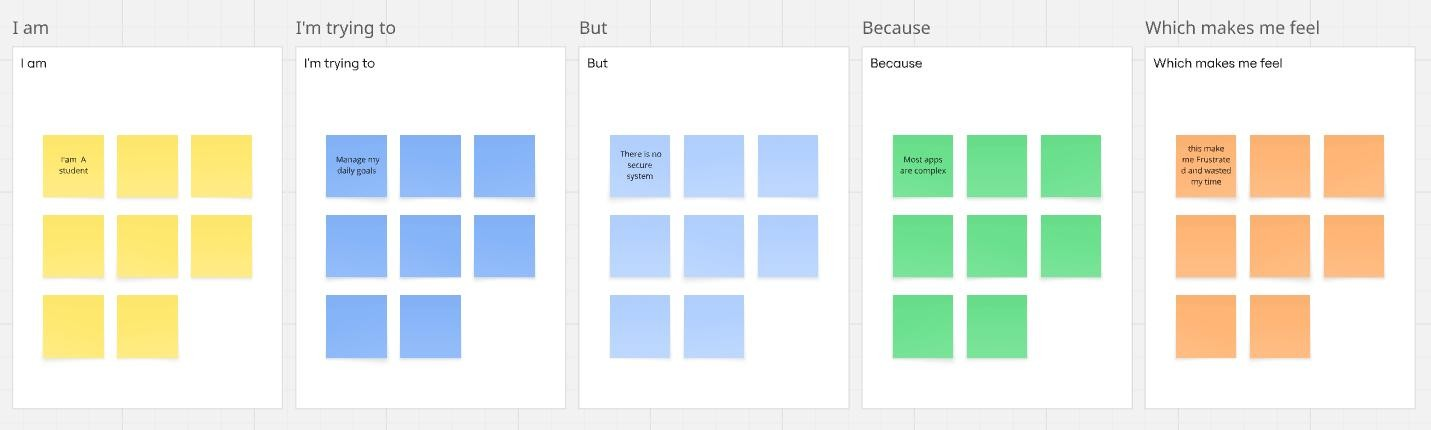 I am
I'm trying to
But
Because
Which makes me feel
I am
I'm trying to
But
Because
Which makes me feel
I'am A
student
Manage my
daily goals
There is no
secure
system
Most apps
are complex
this make
me Frustrate
d and wasted
my time